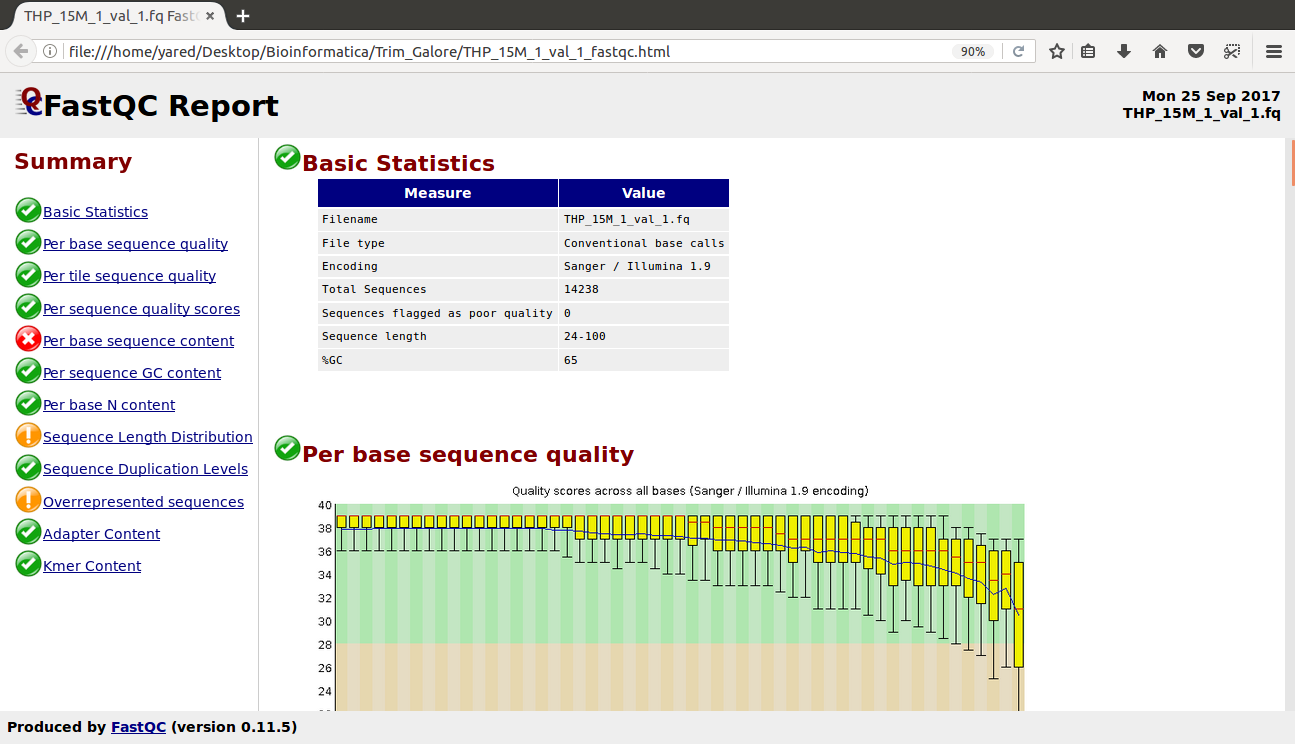 THP_15M_1_val_1.fq Fast
file:///home/yared/Desktop/Bioinformatica/Trim_Galore/THP_15M_1_val_1_fastqc.html
90%
FastQC Report
Mon 25 Sep 2017
THP_15M_1_val_1.fq
Summary
Basic Statistics
Per base sequence quality
Per tile sequence quality
Per sequence quality scores
Per base sequence content
Per sequence GC content
Per base N content
Sequence Length Distribution
Sequence Duplication Levels
Overrepresented sequences
Adapter Content
Kmer Content
Basic Statistics
Measure Value
Filename THP_15M_1_val_1.fq
File type Conventional base calls
Encoding Sanger / Illumina 1.9
Total Sequences 14238
Sequences flagged as poor quality 0
Sequence length 24-100
%GC 65
Per base sequence quality
Quality scores across all bases (Sanger / Illumina 1.9 encoding)
40
38
36
34
32
30
28
26
24
Produced by FastQC (version 0.11.5)